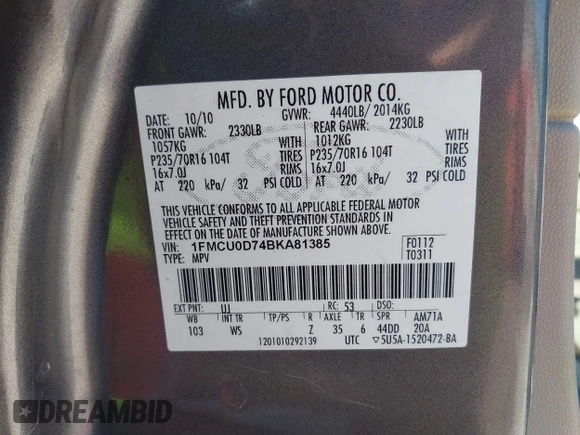 MFD. BY FORD MOTOR CO.
DATE: 10/10 GVWR: 4440LB/ 2014KG
FRONT GAWR: 2330LB REAR GAWR: 2230LB
1057KG WITH 1012KG WITH
P235/70R16 104T TIRES P235/70R16 104T TIRES
16x7.0J RIMS 16x7.0J RIMS
AT 220 kPa/ 32 PSI COLD AT 220 kPa/ 32 PSI COLD
THIS VEHICLE CONFORMS TO ALL APPLICABLE FEDERAL MOTOR
VEHICLE SAFETY AND THEFT PREVENTION STANDARDS IN
EFFECT ON THE DATE OF MANUFACTURE SHOWN ABOVE.
VIN: 1FMCU0D74BKA81385 F0112
TYPE: MPV T0311
EXT PNT: UJ RC: 53 DSO:
WB INT TR TP/PS R AXLE TR SPR AM71A
103 WS Z 35 6 44DD 20A
1201010292139 UTC ▽5U5A-1520472-BA
DREAMBID